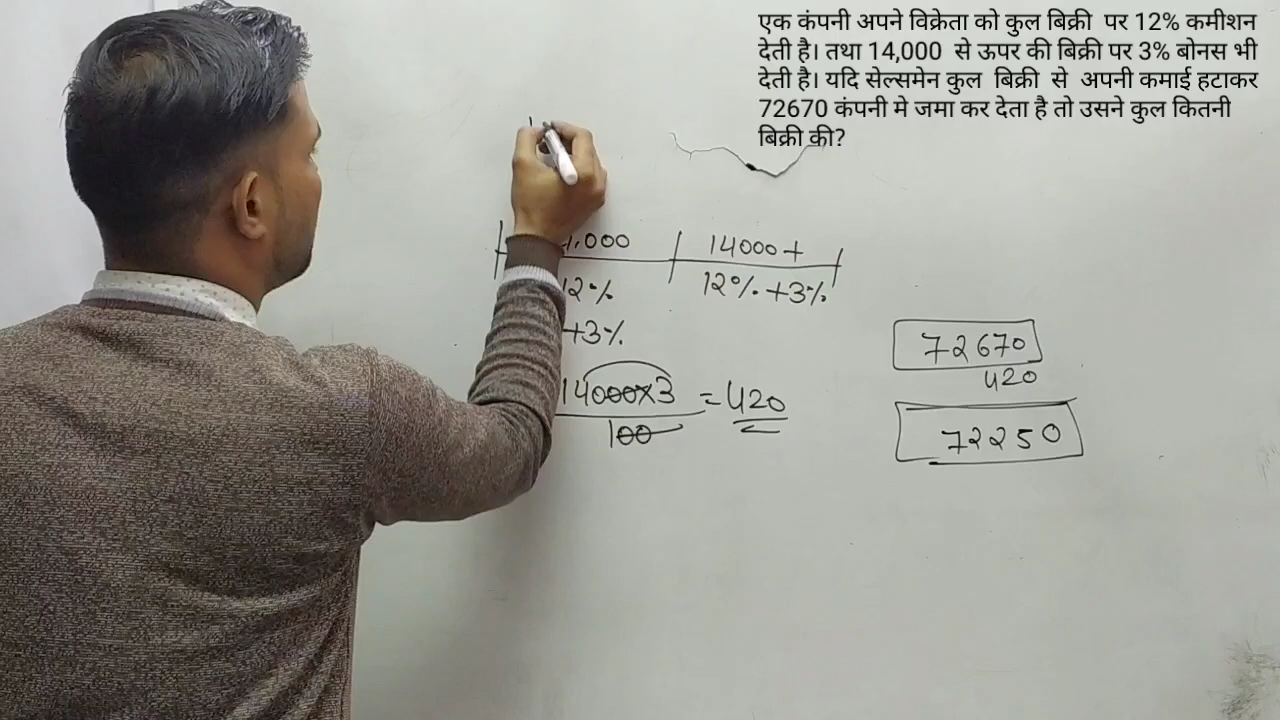 एक कंपनी अपने विक्रेता को कुल बिक्री पर 12% कमीशन
देती है। तथा 14,000 से ऊपर की बिक्री पर 3% बोनस भी
देती है। यदि सेल्समेन कुल बिक्री से अपनी कमाई हटाकर
72670 कंपनी मे जमा कर देता है तो उसने कुल कितनी
बिक्री की?
4,000 14000+
12% 12%+3%
+3%
72670
420
14000×3 = 420
100
72250